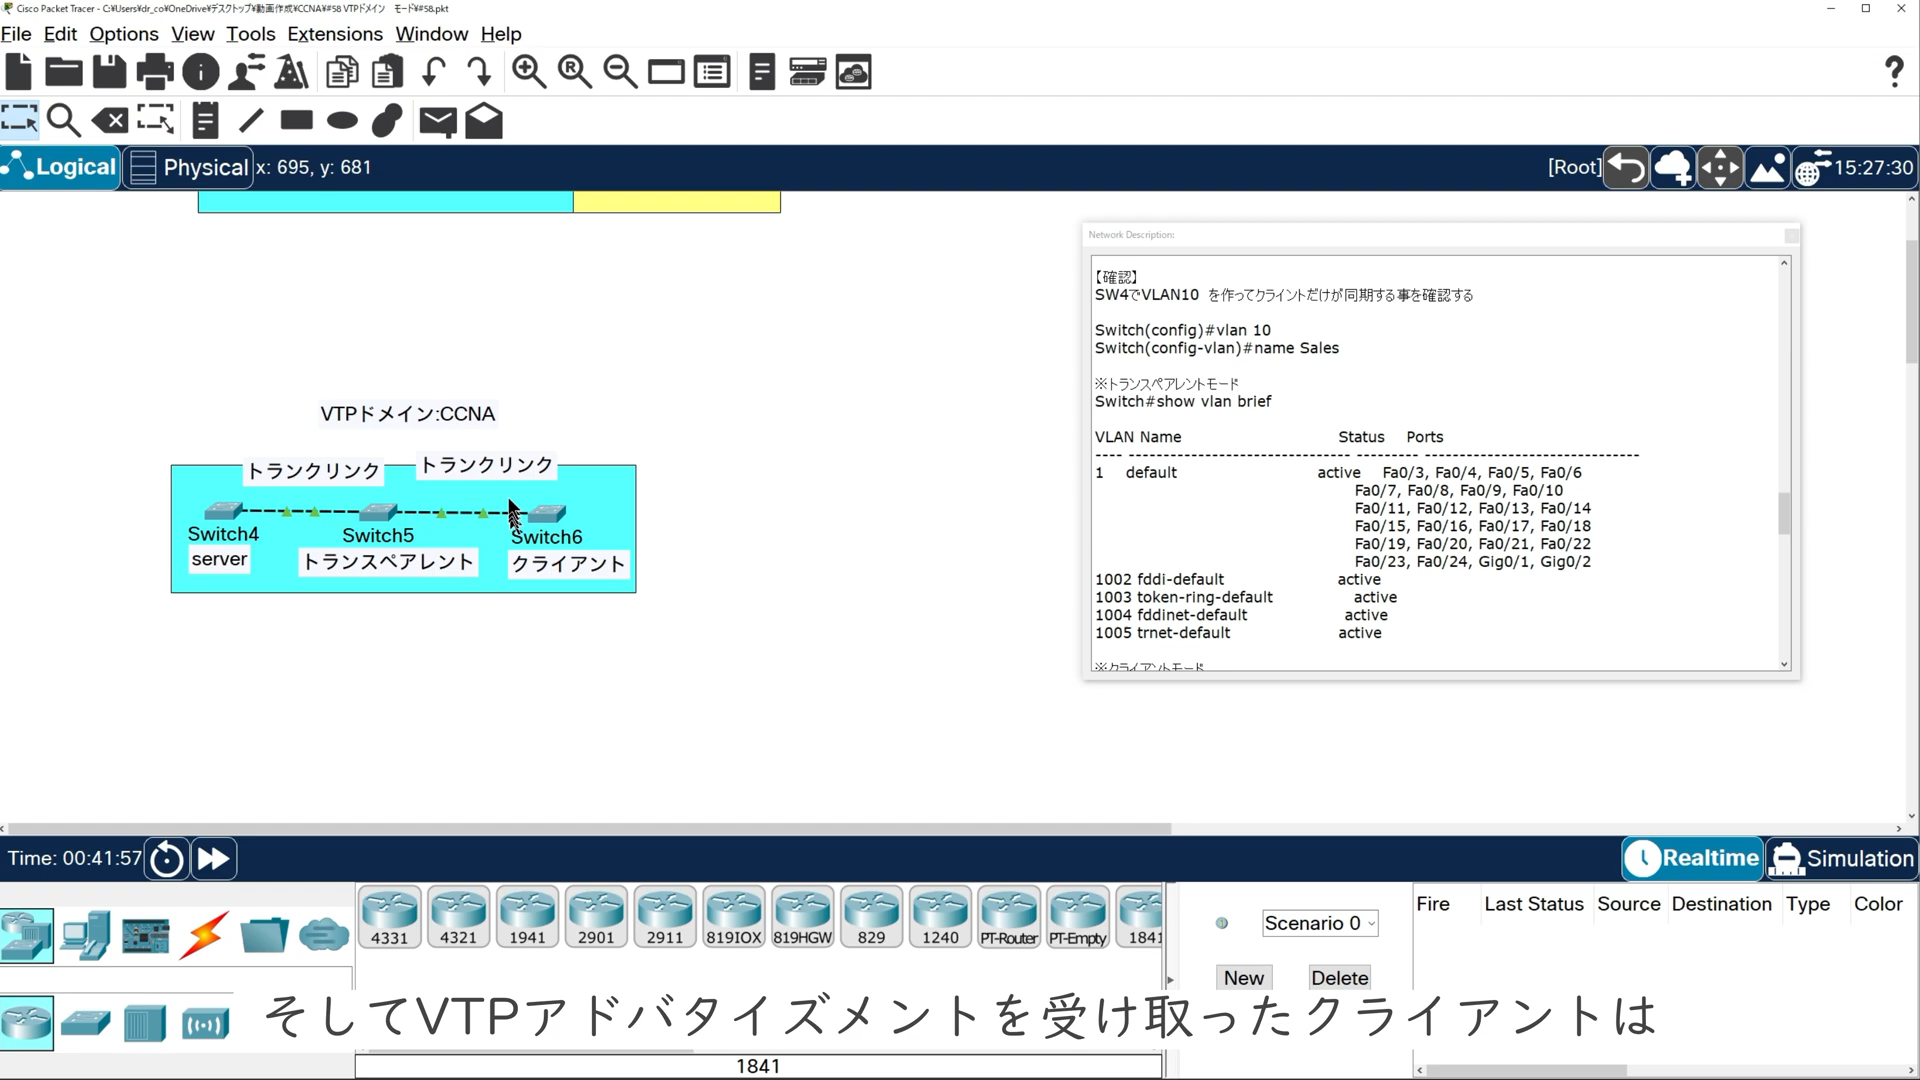 Cisco Packet Tracer - C:¥Users¥dr_co¥OneDrive¥デスクトップ¥動画作成¥CCNA¥#58 VTPドメイン　モード¥#58.pkt
File Edit Options View Tools Extensions Window Help
Logical Physical x: 695, y: 681 [Root] 15:27:30
Network Description:
【確認】
SW4でVLAN10 を作ってクライントだけが同期する事を確認する
Switch(config)#vlan 10
Switch(config-vlan)#name Sales
※トランスペアレントモード
Switch#show vlan brief
VLAN Name Status Ports
---- -------------------------------- --------- -------------------------------
1 default active Fa0/3, Fa0/4, Fa0/5, Fa0/6
Fa0/7, Fa0/8, Fa0/9, Fa0/10
Fa0/11, Fa0/12, Fa0/13, Fa0/14
Fa0/15, Fa0/16, Fa0/17, Fa0/18
Fa0/19, Fa0/20, Fa0/21, Fa0/22
Fa0/23, Fa0/24, Gig0/1, Gig0/2
1002 fddi-default active
1003 token-ring-default active
1004 fddinet-default active
1005 trnet-default active
※クライアントモード
VTPドメイン:CCNA
トランクリンク トランクリンク
Switch4 Switch5 Switch6
server トランスペアレント クライアント
Time: 00:41:57 Realtime Simulation
4331 4321 1941 2901 2911 819IOX 819HGW 829 1240 PT-Router PT-Empty 1841
Scenario 0
New Delete
Fire Last Status Source Destination Type Color
そしてVTPアドバタイズメントを受け取ったクライアントは
1841